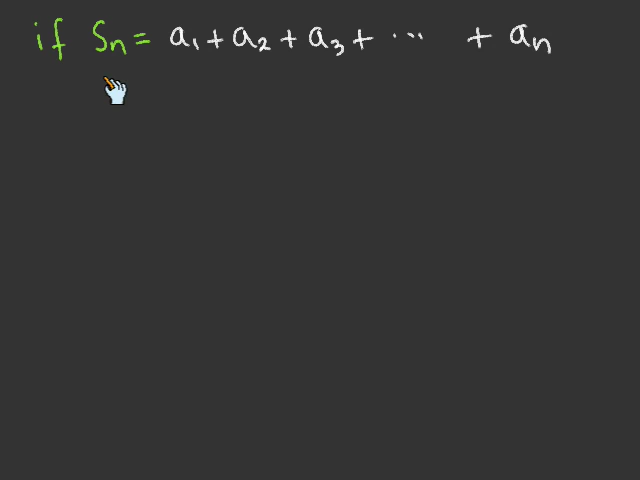 if Sₙ = a₁ + a₂ + a₃ + ... + aₙ